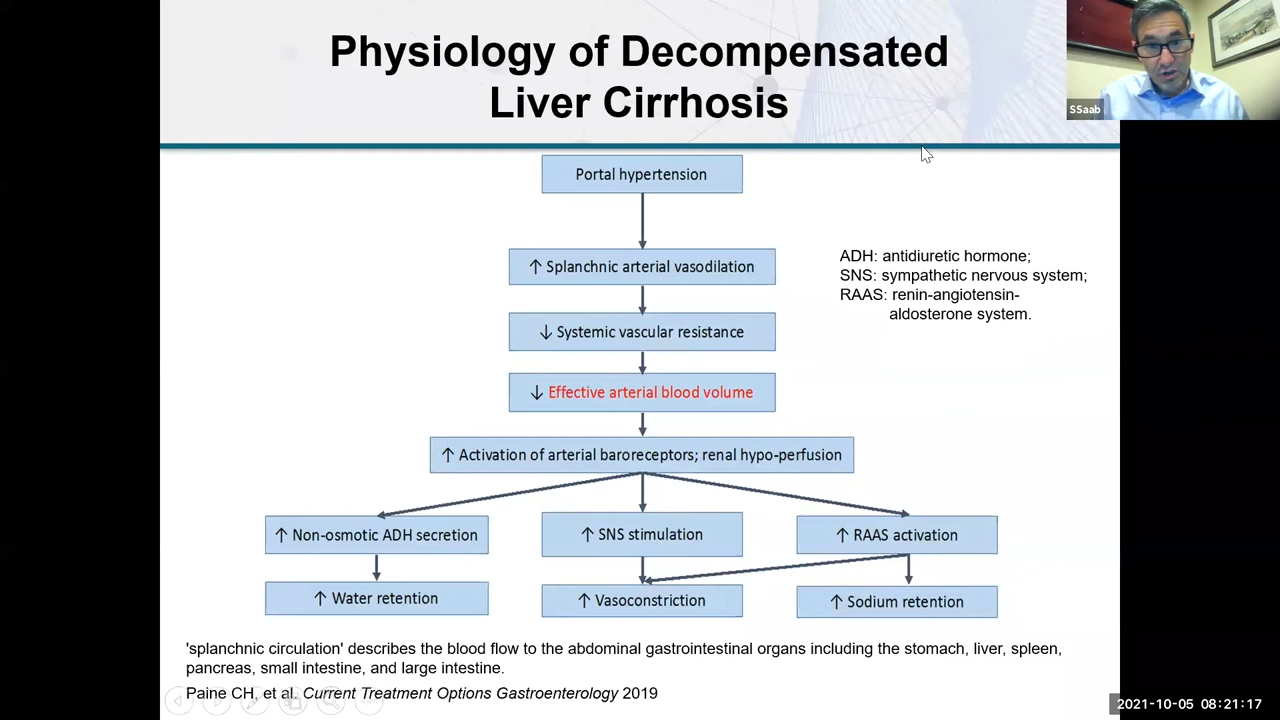 Physiology of Decompensated
Liver Cirrhosis
SSaab
Portal hypertension
↑ Splanchnic arterial vasodilation
ADH: antidiuretic hormone;
SNS: sympathetic nervous system;
RAAS: renin-angiotensin-
aldosterone system.
↓ Systemic vascular resistance
↓ Effective arterial blood volume
↑ Activation of arterial baroreceptors; renal hypo-perfusion
↑ Non-osmotic ADH secretion
↑ SNS stimulation
↑ RAAS activation
↑ Water retention
↑ Vasoconstriction
↑ Sodium retention
'splanchnic circulation' describes the blood flow to the abdominal gastrointestinal organs including the stomach, liver, spleen,
pancreas, small intestine, and large intestine.
Paine CH, et al. Current Treatment Options Gastroenterology 2019
2021-10-05 08:21:17